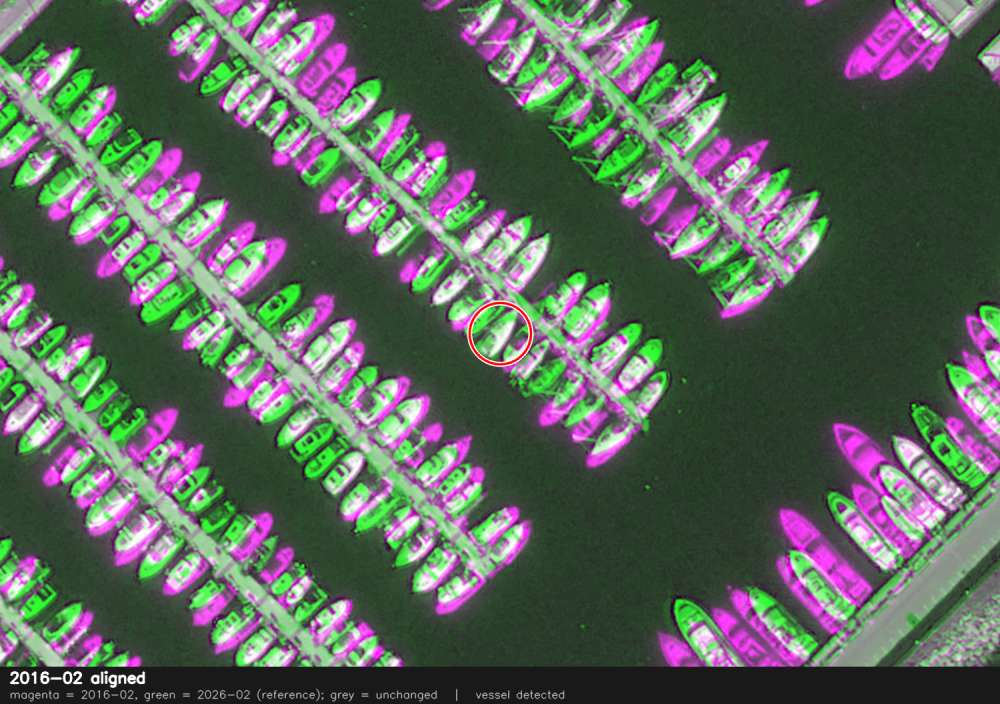 2016-02 aligned
magenta = 2016-02, green = 2026-02 (reference); grey = unchanged | vessel detected